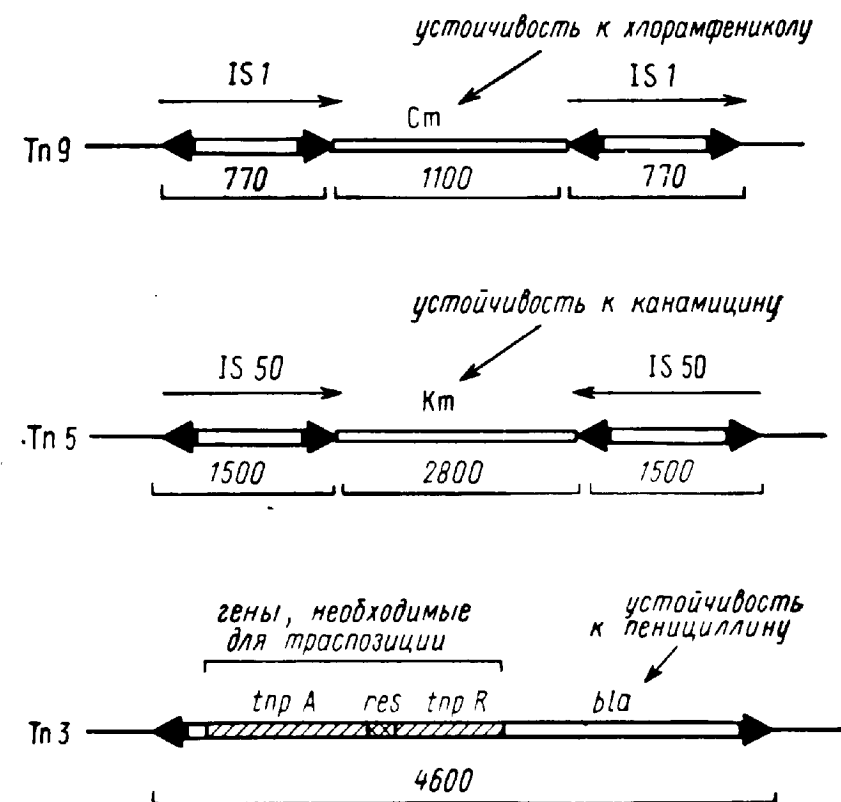 устойчивость к хлорамфениколу
IS 1 IS 1
Cm
Tn 9
770 1100 770
устойчивость к канамицину
IS 50 IS 50
Km
Tn 5
1500 2800 1500
гены, необходимые
для траспозиции
устойчивость
к пенициллину
tnp A res tnp R bla
Tn 3
4600